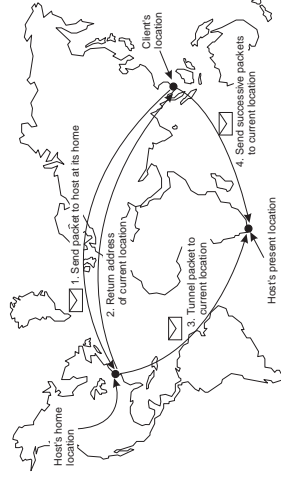 Host's home
location
1. Send packet to host at its home
2. Return address
of current location
3. Tunnel packet to
current location
Client's
location
4. Send successive packets
to current location
Host's present location